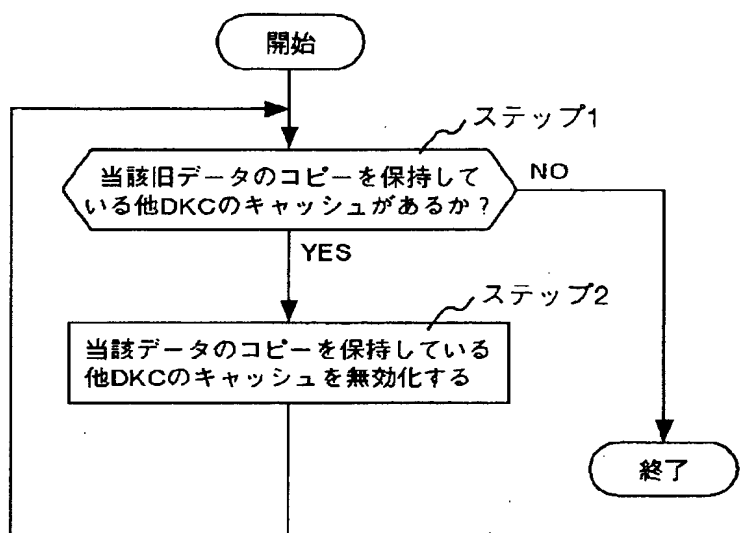 開始
ステップ1
当該旧データのコピーを保持して
いる他DKCのキャッシュがあるか？
NO
YES
ステップ2
当該データのコピーを保持している
他DKCのキャッシュを無効化する
終了